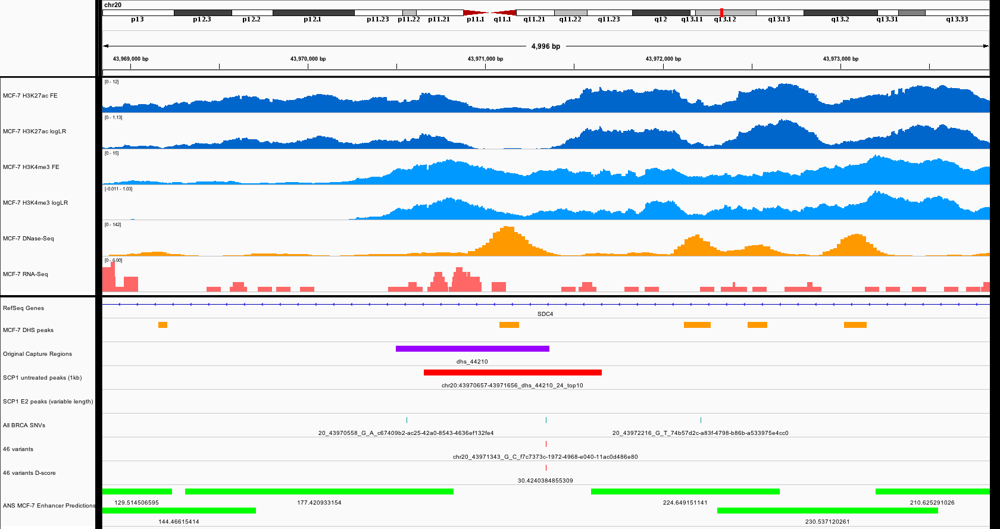 chr20
p13 p12.3 p12.2 p12.1 p11.23 p11.22 p11.21 p11.1 q11.1 q11.21 q11.22 q11.23 q12 q13.11 q13.12 q13.13 q13.2 q13.31 q13.33
4,996 bp
43,969,000 bp 43,970,000 bp 43,971,000 bp 43,972,000 bp 43,973,000 bp
[0 - 12]
MCF-7 H3K27ac FE
[0 - 1.13]
MCF-7 H3K27ac logLR
[0 - 15]
MCF-7 H3K4me3 FE
[-0.011 - 1.03]
MCF-7 H3K4me3 logLR
[0 - 142]
MCF-7 DNase-Seq
[0 - 6.00]
MCF-7 RNA-Seq
RefSeq Genes
SDC4
MCF-7 DHS peaks
Original Capture Regions
dhs_44210
SCP1 untreated peaks (1kb)
chr20:43970657-43971656_dhs_44210_24_top10
SCP1 E2 peaks (variable length)
All BRCA SNVs
20_43970558_G_A_c67409b2-ac25-42a0-8543-4636ef132fe4 20_43972216_G_T_74b57d2c-a83f-4798-b86b-a533975e4cc0
46 variants
chr20_43971343_G_C_f7c7373c-1972-4968-e040-11ac0d486e80
46 variants D-score
30.4240384855309
129.514506595 177.420933154 224.649151141 210.625291026
ANS MCF-7 Enhancer Predictions
144.46615414 230.537120261